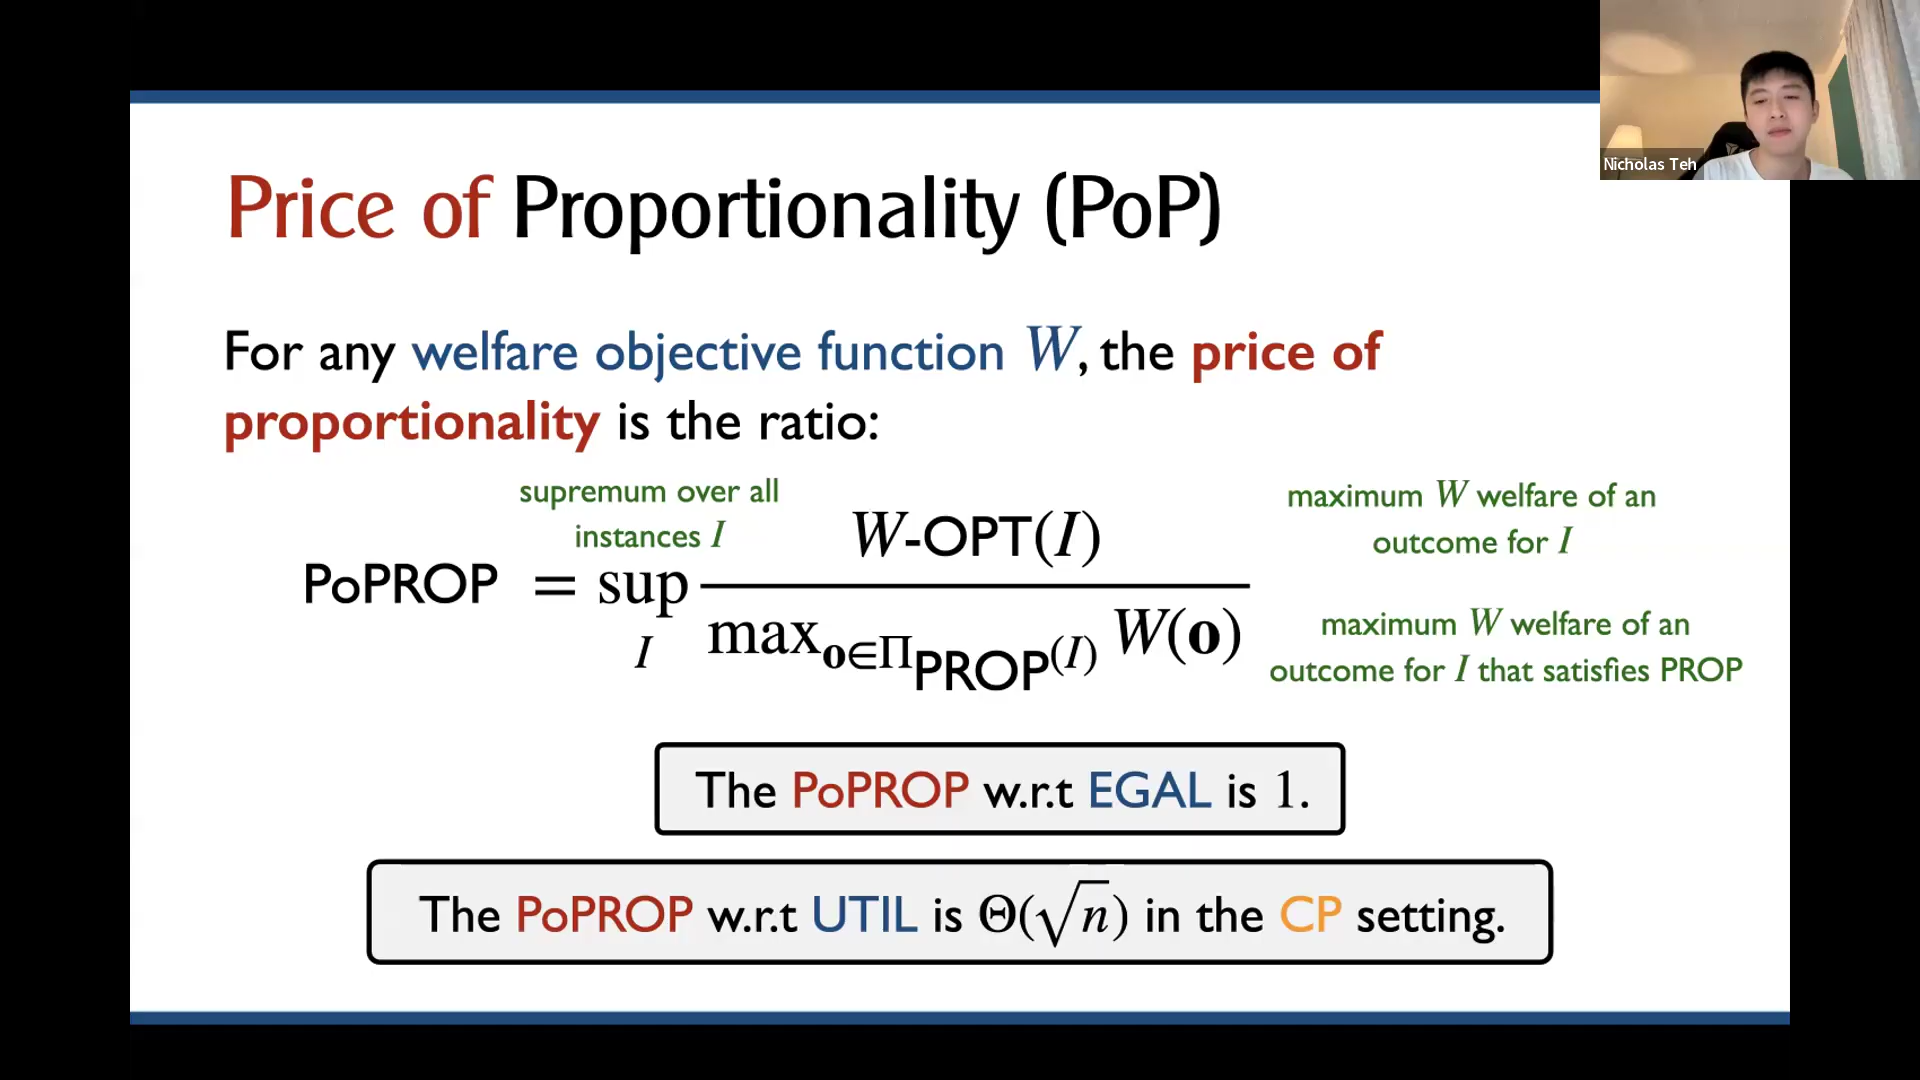 Nicholas Teh
Price of Proportionality (PoP)
For any welfare objective function W, the price of
proportionality is the ratio:
supremum over all
instances I
PoPROP = sup_I W-OPT(I) / max_{o∈Π_PROP(I)} W(o)
maximum W welfare of an
outcome for I
maximum W welfare of an
outcome for I that satisfies PROP
The PoPROP w.r.t EGAL is 1.
The PoPROP w.r.t UTIL is Θ(√n) in the CP setting.